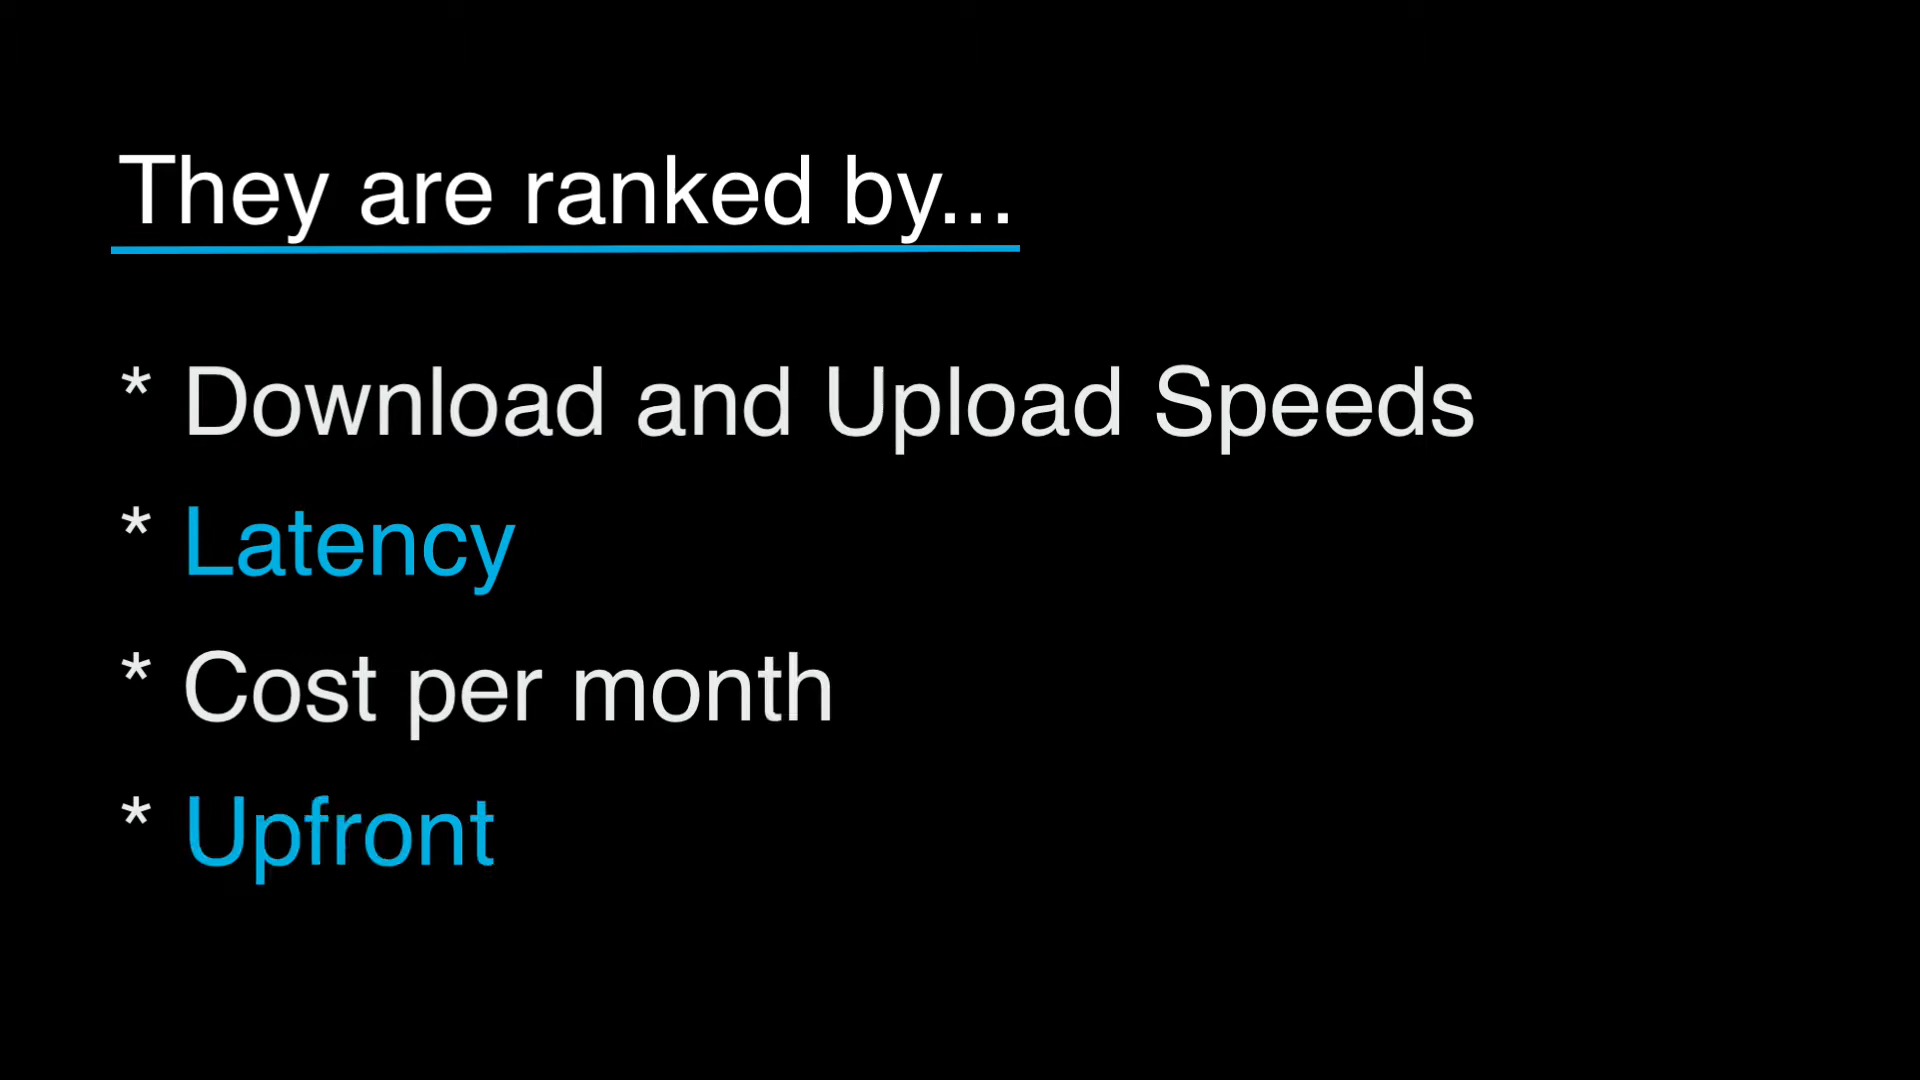 They are ranked by...
* Download and Upload Speeds
* Latency
* Cost per month
* Upfront